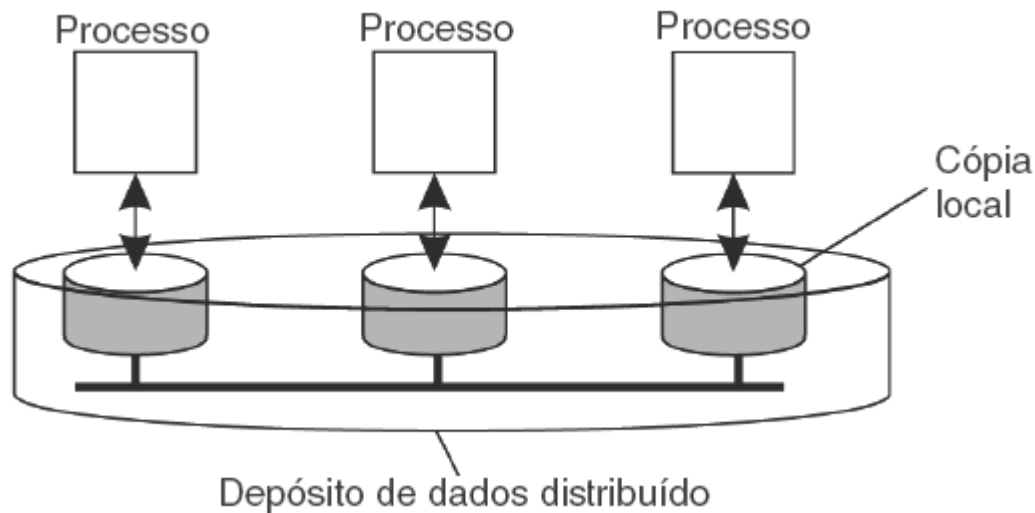 Processo
Processo
Processo
Cópia
local
Depósito de dados distribuído